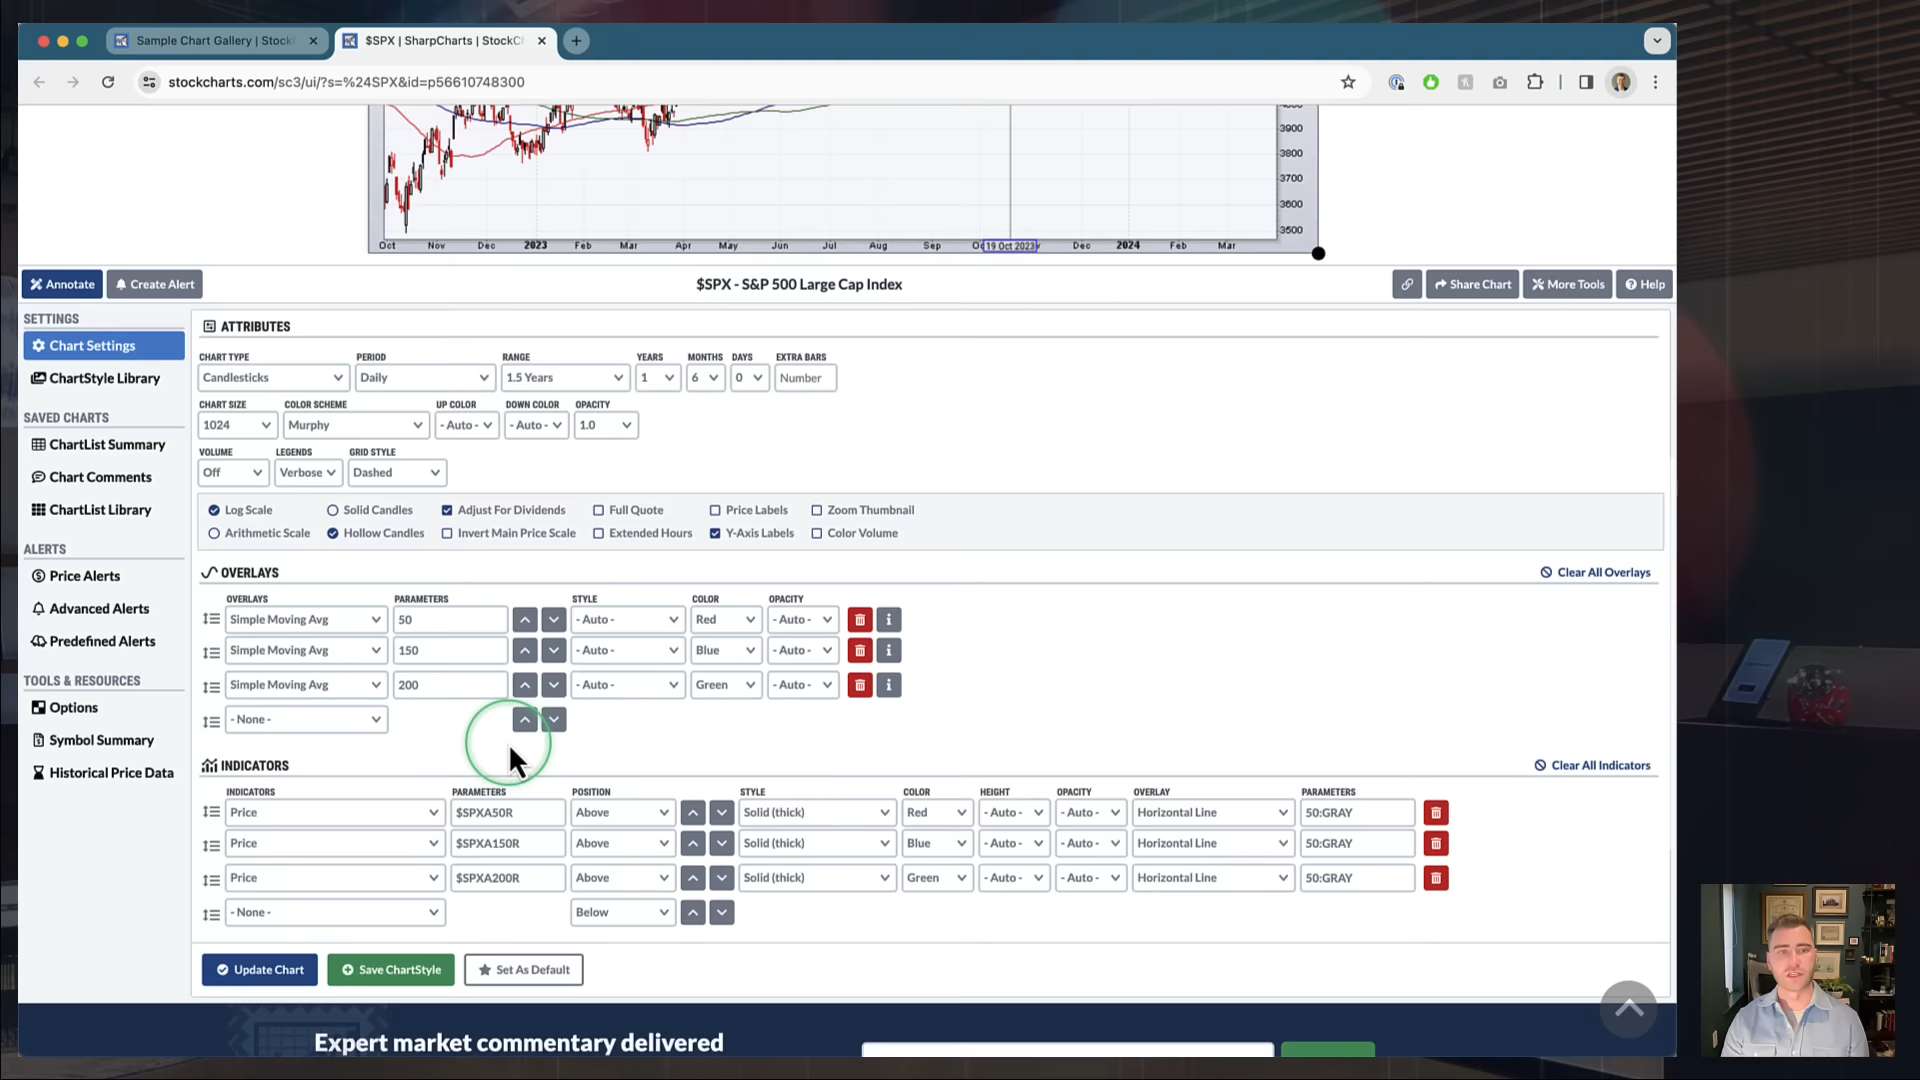 Sample Chart Gallery | StockC
$SPX | SharpCharts | StockCh
stockcharts.com/sc3/ui/?s=%24SPX&id=p56610748300
3900
3800
3700
3600
3500
Oct Nov Dec 2023 Feb Mar Apr May Jun Jul Aug Sep 19 Oct 2023 Dec 2024 Feb Mar
Annotate
Create Alert
$SPX - S&P 500 Large Cap Index
Share Chart
More Tools
Help
SETTINGS
Chart Settings
ChartStyle Library
SAVED CHARTS
ChartList Summary
Chart Comments
ChartList Library
ALERTS
Price Alerts
Advanced Alerts
Predefined Alerts
TOOLS & RESOURCES
Options
Symbol Summary
Historical Price Data
ATTRIBUTES
CHART TYPE PERIOD RANGE YEARS MONTHS DAYS EXTRA BARS
Candlesticks Daily 1.5 Years 1 6 0 Number
CHART SIZE COLOR SCHEME UP COLOR DOWN COLOR OPACITY
1024 Murphy - Auto - - Auto - 1.0
VOLUME LEGENDS GRID STYLE
Off Verbose Dashed
Log Scale Solid Candles Adjust For Dividends Full Quote Price Labels Zoom Thumbnail
Arithmetic Scale Hollow Candles Invert Main Price Scale Extended Hours Y-Axis Labels Color Volume
OVERLAYS Clear All Overlays
OVERLAYS PARAMETERS STYLE COLOR OPACITY
Simple Moving Avg 50 - Auto - Red - Auto -
Simple Moving Avg 150 - Auto - Blue - Auto -
Simple Moving Avg 200 - Auto - Green - Auto -
- None -
INDICATORS Clear All Indicators
INDICATORS PARAMETERS POSITION STYLE COLOR HEIGHT OPACITY OVERLAY PARAMETERS
Price $SPXA50R Above Solid (thick) Red - Auto - - Auto - Horizontal Line 50:GRAY
Price $SPXA150R Above Solid (thick) Blue - Auto - - Auto - Horizontal Line 50:GRAY
Price $SPXA200R Above Solid (thick) Green - Auto - - Auto - Horizontal Line 50:GRAY
- None - Below
Update Chart
Save ChartStyle
Set As Default
Expert market commentary delivered